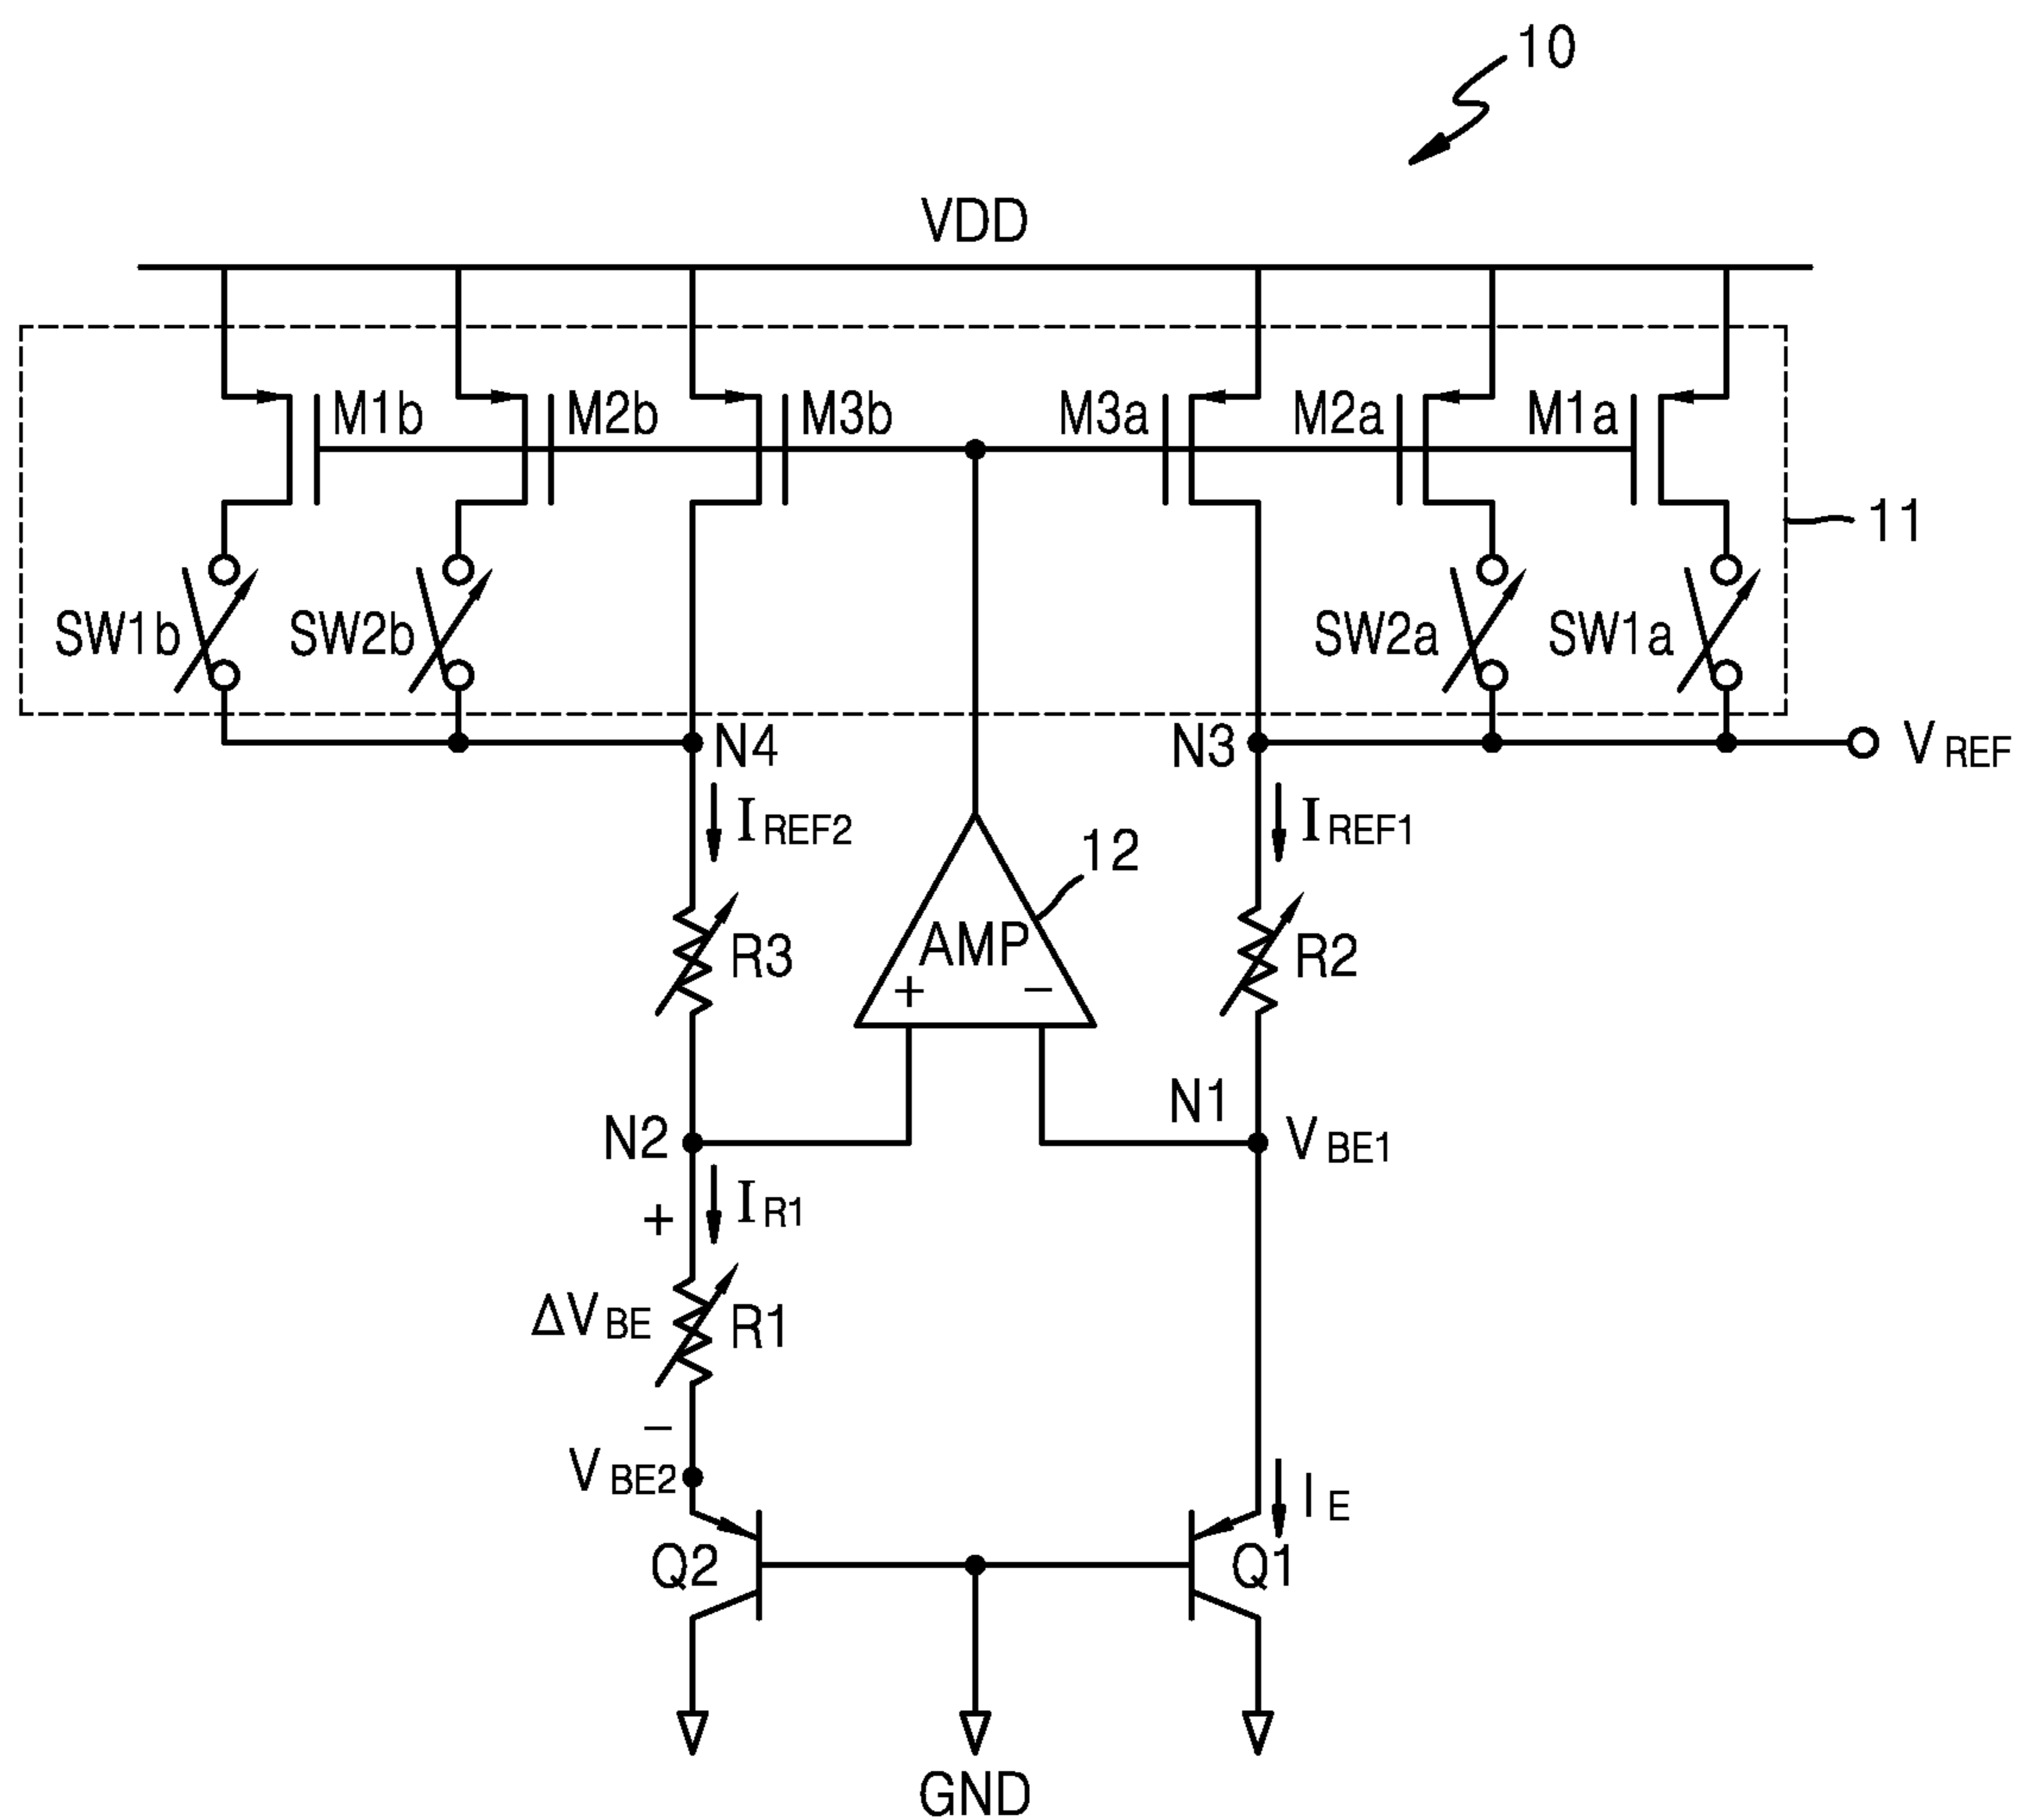 10
VDD
M1b M2b M3b M3a M2a M1a
11
SW1b SW2b SW2a SW1a
N4 N3 VREF
IREF2 IREF1
12
R3 AMP R2
+ −
N1
N2 VBE1
+ IR1
ΔVBE R1
−
VBE2
IE
Q2 Q1
GND